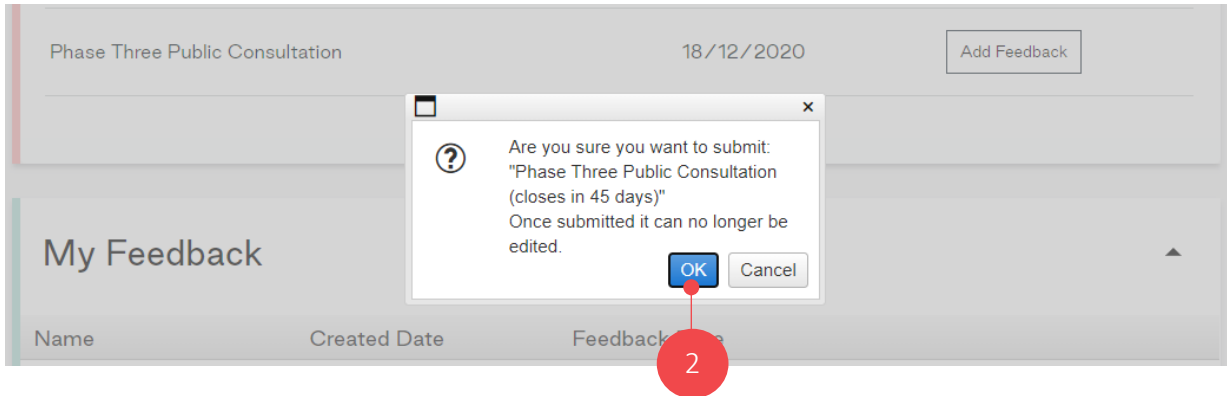 Phase Three Public Consultation 18/12/2020 Add Feedback
×
Are you sure you want to submit:
"Phase Three Public Consultation
(closes in 45 days)"
Once submitted it can no longer be
edited.
OK Cancel
My Feedback
Name Created Date Feedback
2